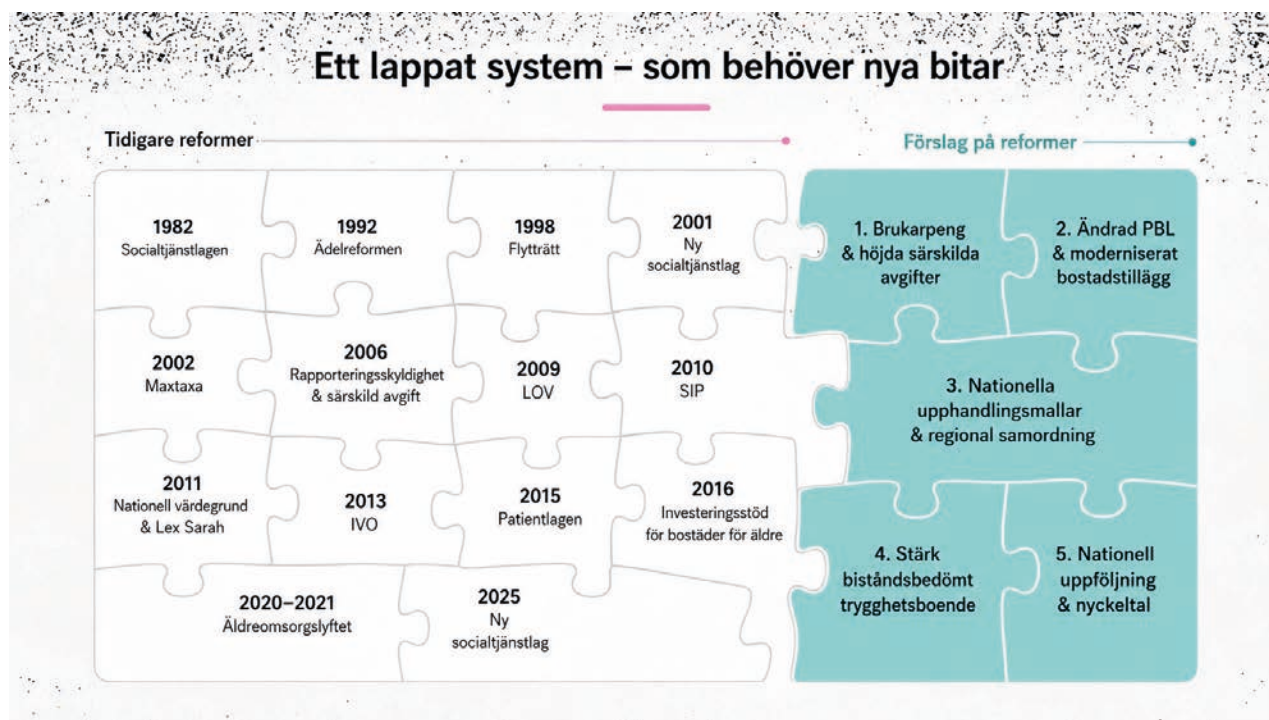 Ett lappat system – som behöver nya bitar
Tidigare reformer
Förslag på reformer
1982
Socialtjänstlagen
1992
Ädelreformen
1998
Flytträtt
2001
Ny
socialtjänstlag
1. Brukarpeng
& höjda särskilda
avgifter
2. Ändrad PBL
& moderniserat
bostadstillägg
2002
Maxtaxa
2006
Rapporteringsskyldighet
& särskild avgift
2009
LOV
2010
SIP
3. Nationella
upphandlingsmallar
& regional samordning
2011
Nationell värdegrund
& Lex Sarah
2013
IVO
2015
Patientlagen
2016
Investeringsstöd
för bostäder för äldre
4. Stärk
biståndsbedömt
trygghetsboende
5. Nationell
uppföljning
& nyckeltal
2020–2021
Äldreomsorgslyftet
2025
Ny
socialtjänstlag